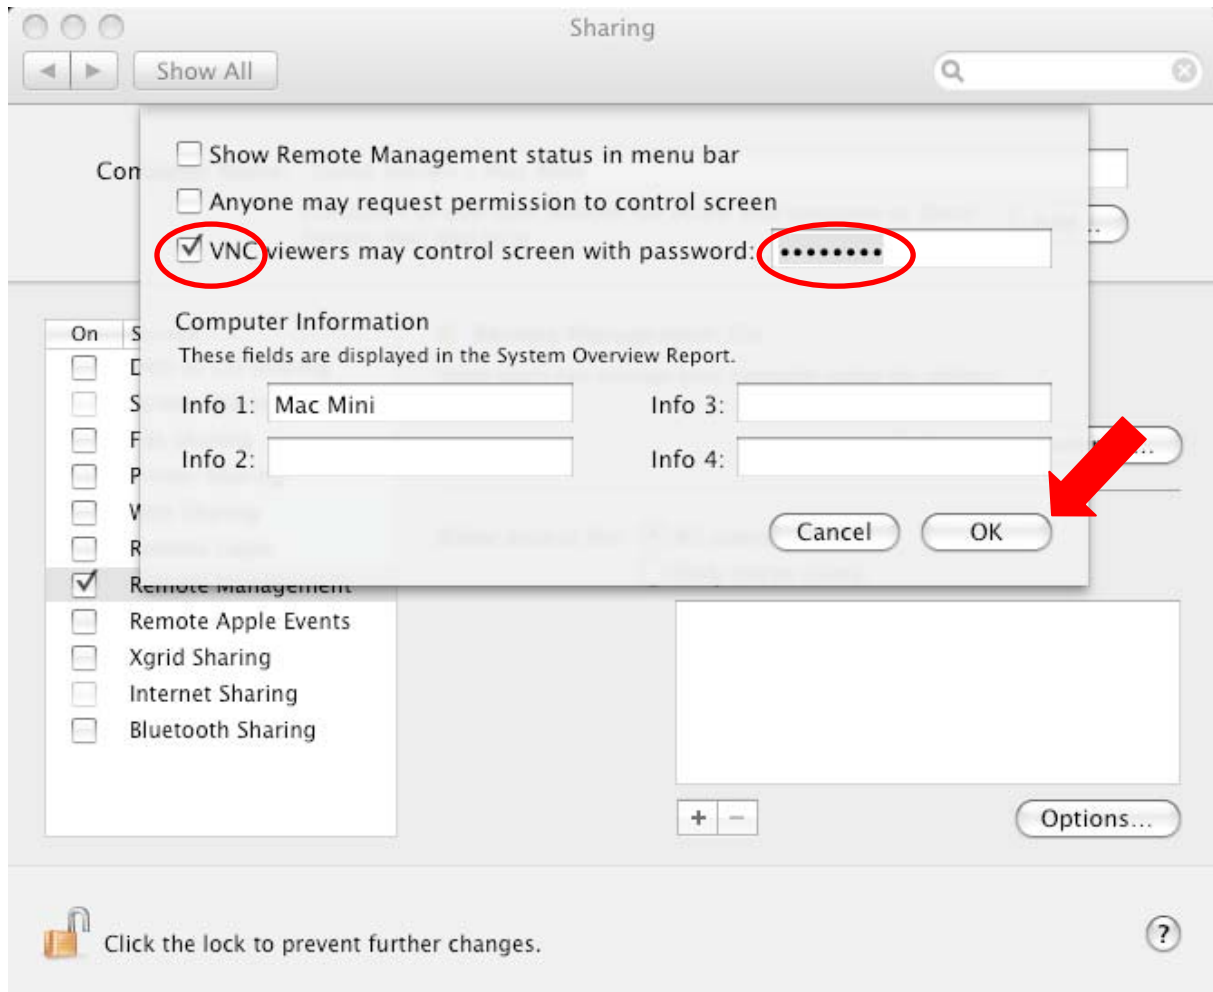 Sharing
Show All
Show Remote Management status in menu bar
Com
Anyone may request permission to control screen
VNC viewers may control screen with password: ••••••••
Computer Information
On S
These fields are displayed in the System Overview Report.
D
S Info 1: Mac Mini Info 3:
F
Info 2: Info 4:
P
W
Cancel OK
R
Remote Management
Remote Apple Events
Xgrid Sharing
Internet Sharing
Bluetooth Sharing
+ − Options...
Click the lock to prevent further changes. ?